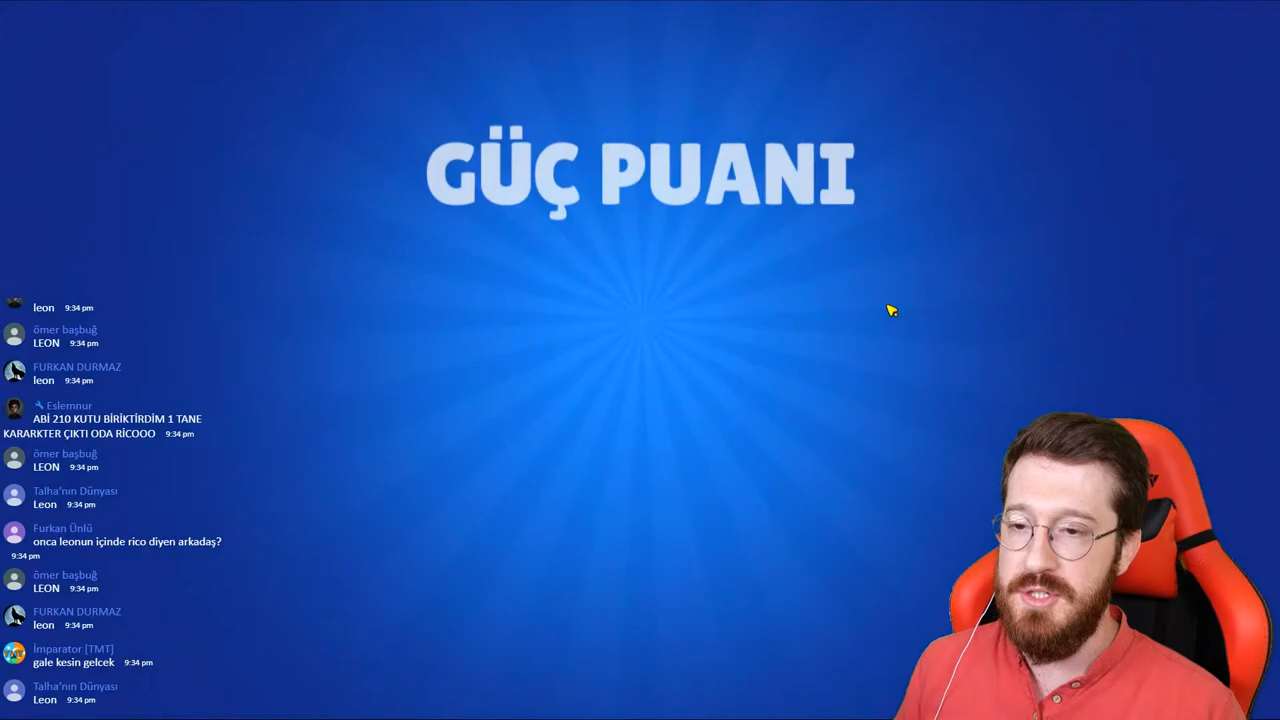 GÜÇ PUANI
leon 9:34 pm
ömer başbuğ
LEON 9:34 pm
FURKAN DURMAZ
leon 9:34 pm
Eslemnur
ABİ 210 KUTU BİRİKTİRDİM 1 TANE
KARARKTER ÇIKTI ODA RİCOOO 9:34 pm
ömer başbuğ
LEON 9:34 pm
Talha’nın Dünyası
Leon 9:34 pm
Furkan Ünlü
onca leonun içinde rico diyen arkadaş?
9:34 pm
ömer başbuğ
LEON 9:34 pm
FURKAN DURMAZ
leon 9:34 pm
İmparator [TMT]
gale kesin gelcek 9:34 pm
Talha’nın Dünyası
Leon 9:34 pm